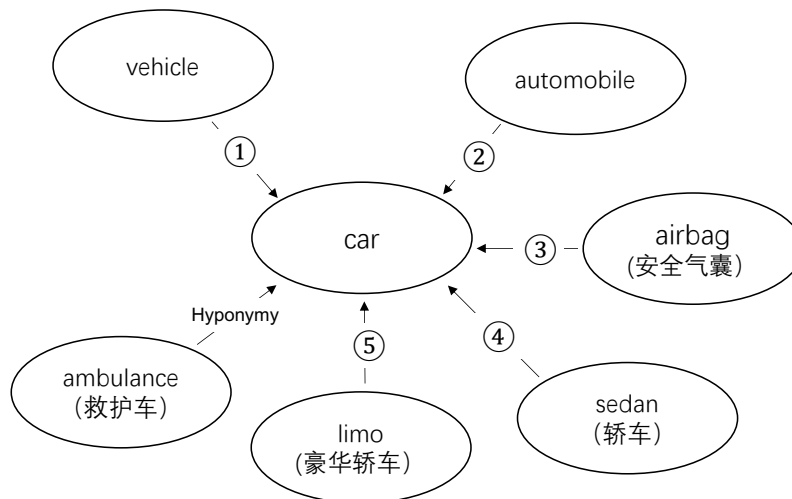 vehicle
automobile
①
②
car
③
airbag
(安全气囊)
Hyponymy
④
⑤
ambulance
(救护车)
limo
(豪华轿车)
sedan
(轿车)